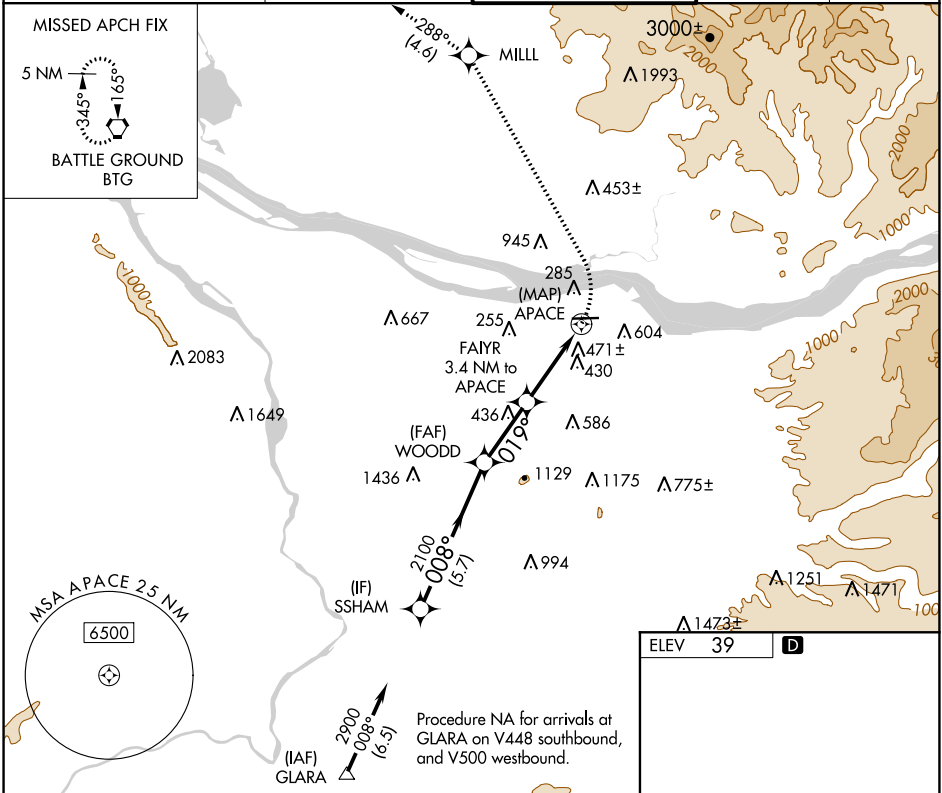 MISSED APCH FIX
5 NM
345°
165°
BATTLE GROUND
BTG
288°
(4.6)
MILLL
3000±
2000
1993
2000
1000
453±
945
285
(MAP)
APACE
2000
1000
667
255
604
FAIYR
3.4 NM to
APACE
471±
430
1000
2083
1649
436
586
019°
(FAF)
WOODD
1436
1129
1175
775±
2100
008°
(5.7)
994
(IF)
SSHAM
1251
1471
100
1473±
MSA APACE 25 NM
6500
ELEV 39
D
2900
008°
(6.5)
(IAF)
GLARA
Procedure NA for arrivals at
GLARA on V448 southbound,
and V500 westbound.